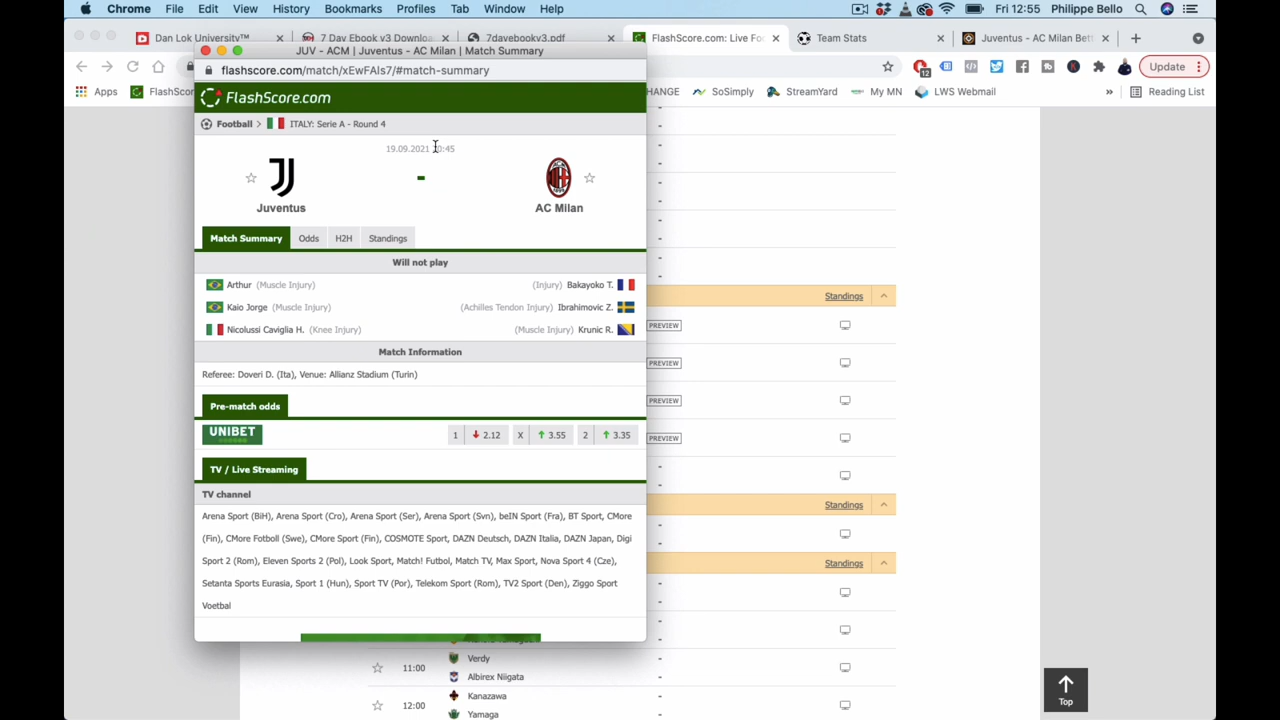 Chrome File Edit View History Bookmarks Profiles Tab Window Help Fri 12:55 Philippe Bello
Dan Lok University™ × 7 Day Ebook v3 Downloa × 7davebookv3.pdf × FlashScore.com: Live Fo × Team Stats × Juventus - AC Milan Bett × +
JUV - ACM | Juventus - AC Milan | Match Summary
flashscore.com/match/xEwFAIs7/#match-summary
12 Update
Apps FlashScor HANGE SoSimply StreamYard My MN LWS Webmail » Reading List
FlashScore.com
Football > ITALY: Serie A - Round 4
19.09.2021 :45
-
Juventus AC Milan
Match Summary Odds H2H Standings
Will not play
Arthur (Muscle Injury) (Injury) Bakayoko T.
Kaio Jorge (Muscle Injury) (Achilles Tendon Injury) Ibrahimovic Z.
Nicolussi Caviglia H. (Knee Injury) (Muscle Injury) Krunic R.
Match Information
Referee: Doveri D. (Ita), Venue: Allianz Stadium (Turin)
Pre-match odds
UNIBET 1 2.12 X 3.55 2 3.35
TV / Live Streaming
TV channel
Arena Sport (BiH), Arena Sport (Cro), Arena Sport (Ser), Arena Sport (Svn), beIN Sport (Fra), BT Sport, CMore
(Fin), CMore Fotboll (Swe), CMore Sport (Fin), COSMOTE Sport, DAZN Deutsch, DAZN Italia, DAZN Japan, Digi
Sport 2 (Rom), Eleven Sports 2 (Pol), Look Sport, Match! Futbol, Match TV, Max Sport, Nova Sport 4 (Cze),
Setanta Sports Eurasia, Sport 1 (Hun), Sport TV (Por), Telekom Sport (Rom), TV2 Sport (Den), Ziggo Sport
Voetbal
Standings
PREVIEW
PREVIEW
PREVIEW
PREVIEW
Standings
Standings
11:00 Verdy -
Albirex Niigata -
12:00 Kanazawa -
Yamaga -
Top